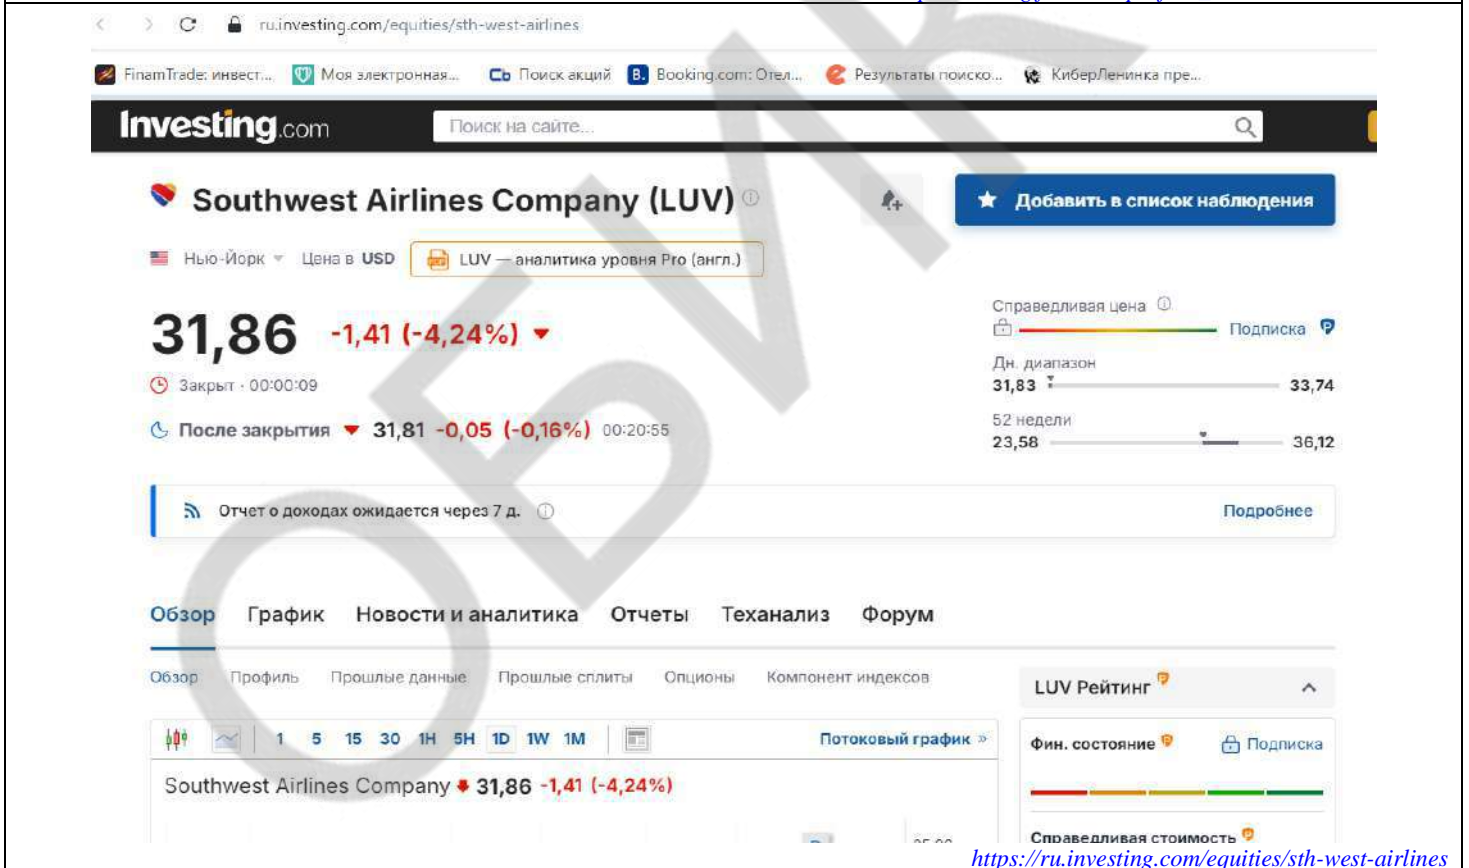 ru.investing.com/equities/sth-west-airlines
FinamTrade: инвест... Моя электронная... Сb Поиск акций B. Booking.com: Отел... Результаты поиско... КиберЛенинка пре...
Investing.com Поиск на сайте...
Southwest Airlines Company (LUV) Добавить в список наблюдения
Нью-Йорк Цена в USD LUV — аналитика уровня Pro (англ.)
31,86 -1,41 (-4,24%)
Справедливая цена
Подписка
Закрыт · 00:00:09
Дн. диапазон
31,83 33,74
После закрытия 31,81 -0,05 (-0,16%) 00:20:55
52 недели
23,58 36,12
Отчет о доходах ожидается через 7 д. Подробнее
Обзор График Новости и аналитика Отчеты Теханализ Форум
Обзор Профиль Прошлые данные Прошлые сплиты Опционы Компонент индексов
LUV Рейтинг
1 5 15 30 1H 5H 1D 1W 1M Потоковый график »
Фин. состояние Подписка
Southwest Airlines Company 31,86 -1,41 (-4,24%)
Справедливая стоимость
https://ru.investing.com/equities/sth-west-airlines
ОБИК